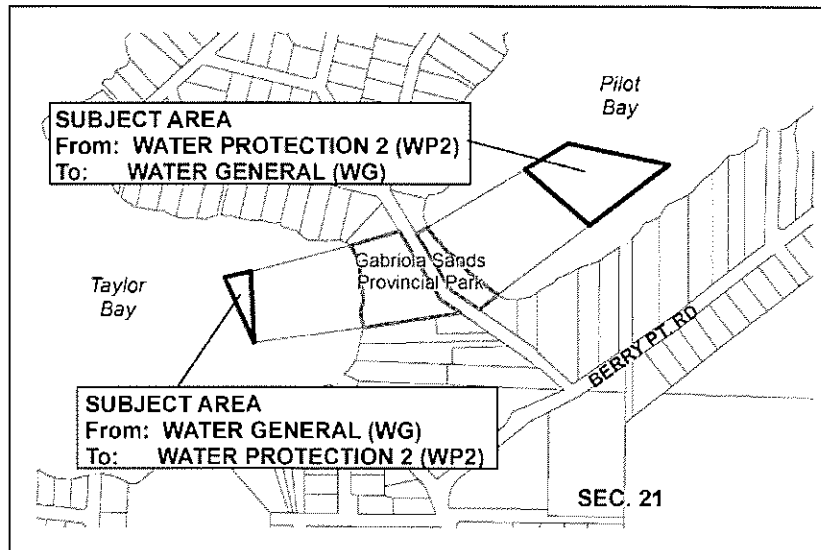 Pilot
Bay
SUBJECT AREA
From: WATER PROTECTION 2 (WP2)
To: WATER GENERAL (WG)
Gabriola Sands
Provincial Park
Taylor
Bay
BERRY PT. RD
SUBJECT AREA
From: WATER GENERAL (WG)
To: WATER PROTECTION 2 (WP2)
SEC. 21